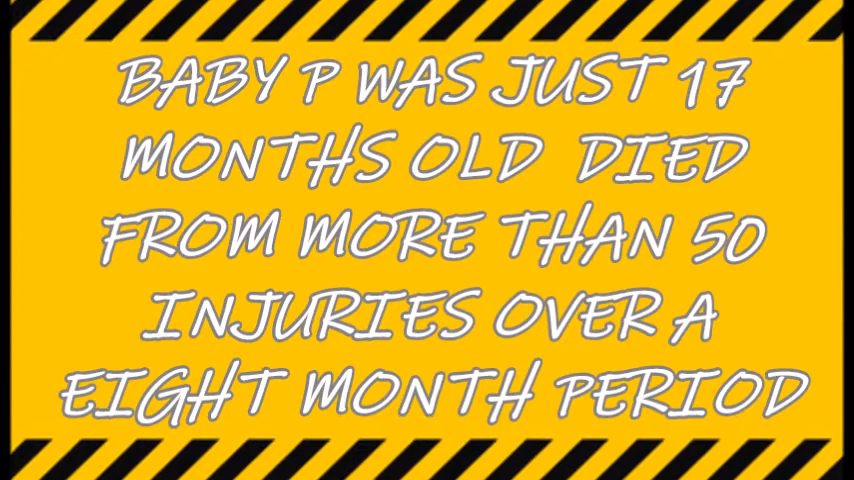 BABY P WAS JUST 17
MONTHS OLD DIED
FROM MORE THAN 50
INJURIES OVER A
EIGHT MONTH PERIOD